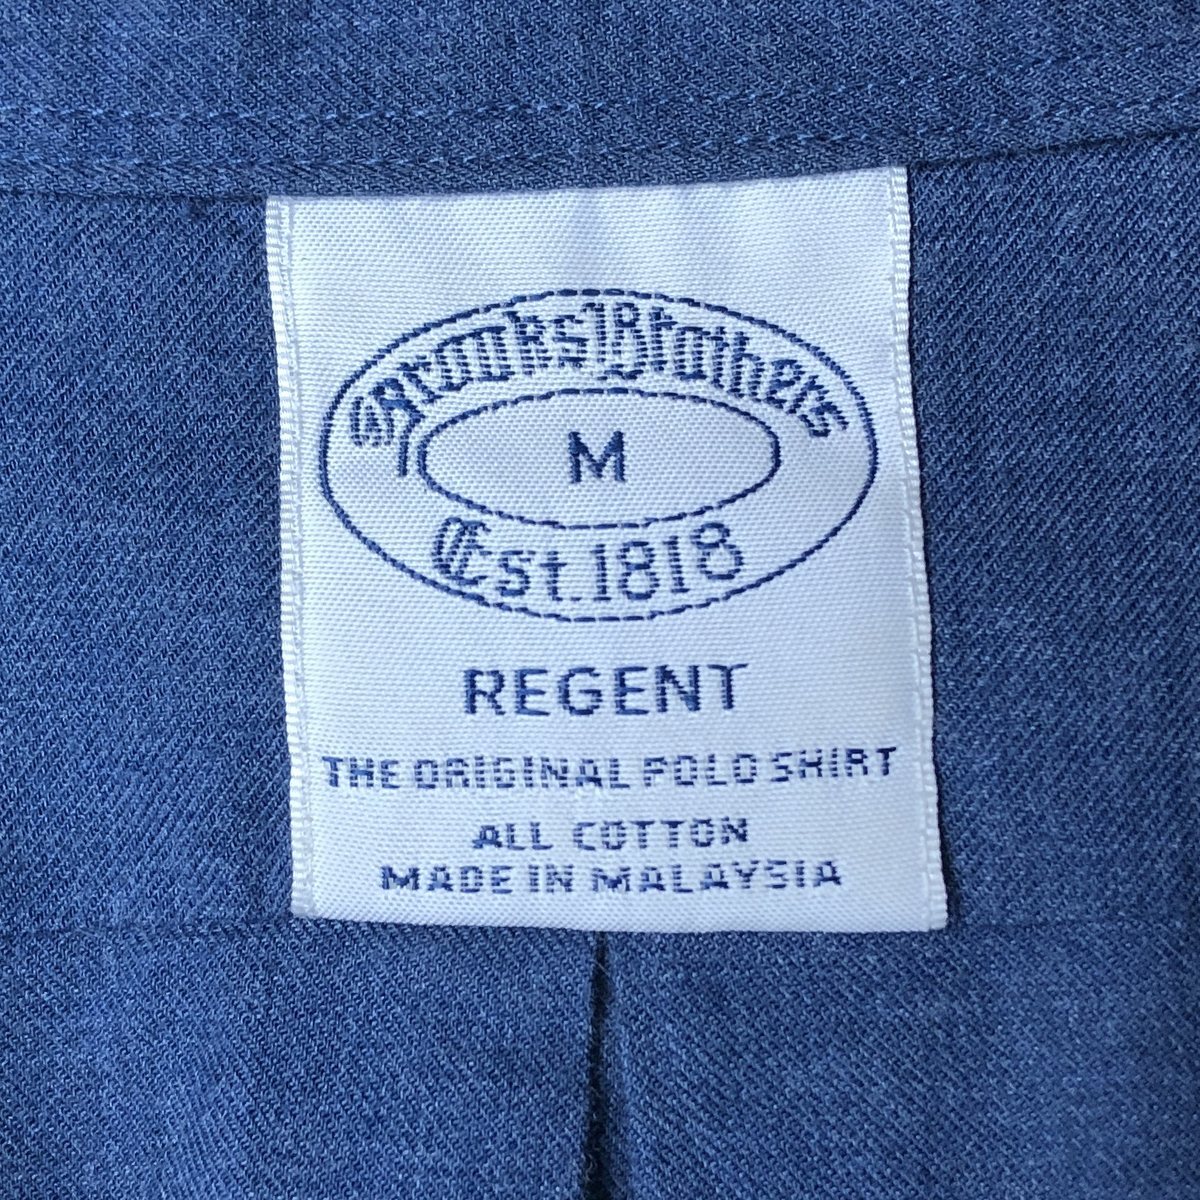 Brooks Brothers
M
Est. 1818
REGENT
THE ORIGINAL POLO SHIRT
ALL COTTON
MADE IN MALAYSIA